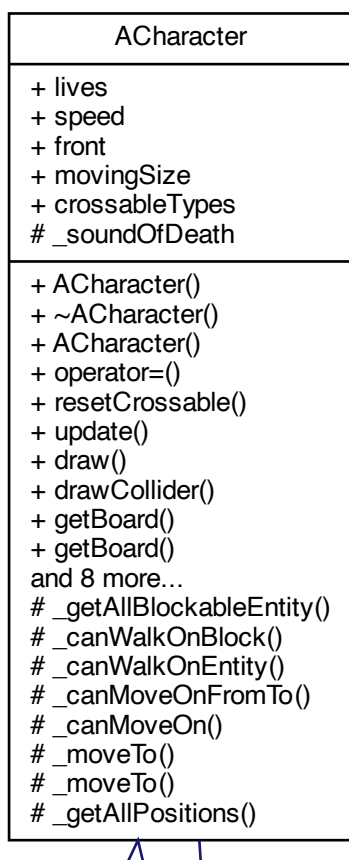 ACharacter
+ lives
+ speed
+ front
+ movingSize
+ crossableTypes
# _soundOfDeath
+ ACharacter()
+ ~ACharacter()
+ ACharacter()
+ operator=()
+ resetCrossable()
+ update()
+ draw()
+ drawCollider()
+ getBoard()
+ getBoard()
and 8 more...
# _getAllBlockableEntity()
# _canWalkOnBlock()
# _canWalkOnEntity()
# _canMoveOnFromTo()
# _canMoveOn()
# _moveTo()
# _moveTo()
# _getAllPositions()